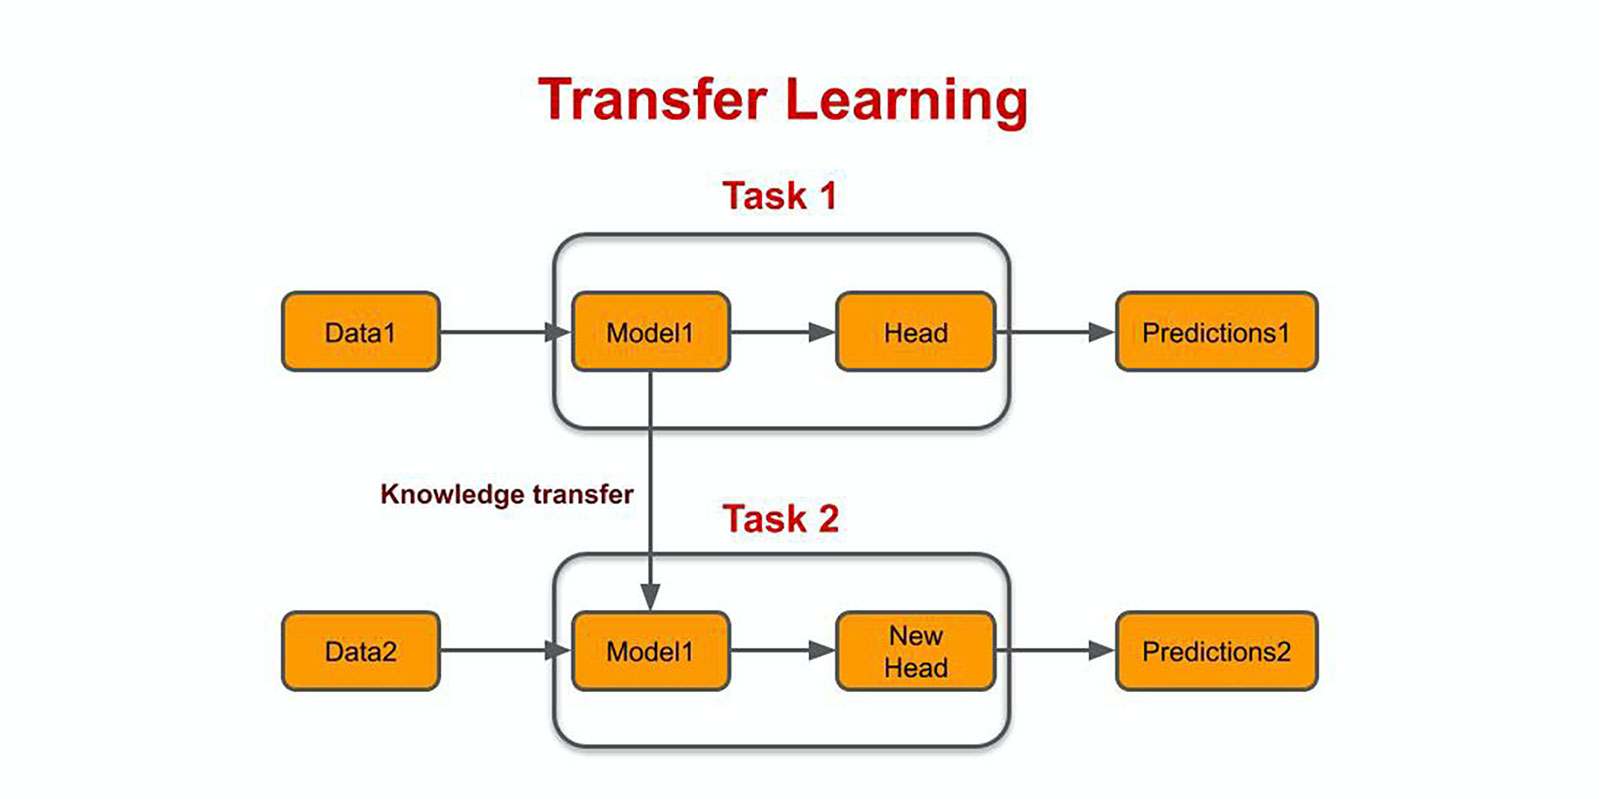 Transfer Learning
Task 1
Data1
Model1
Head
Predictions1
Knowledge transfer
Task 2
Data2
Model1
New
Head
Predictions2